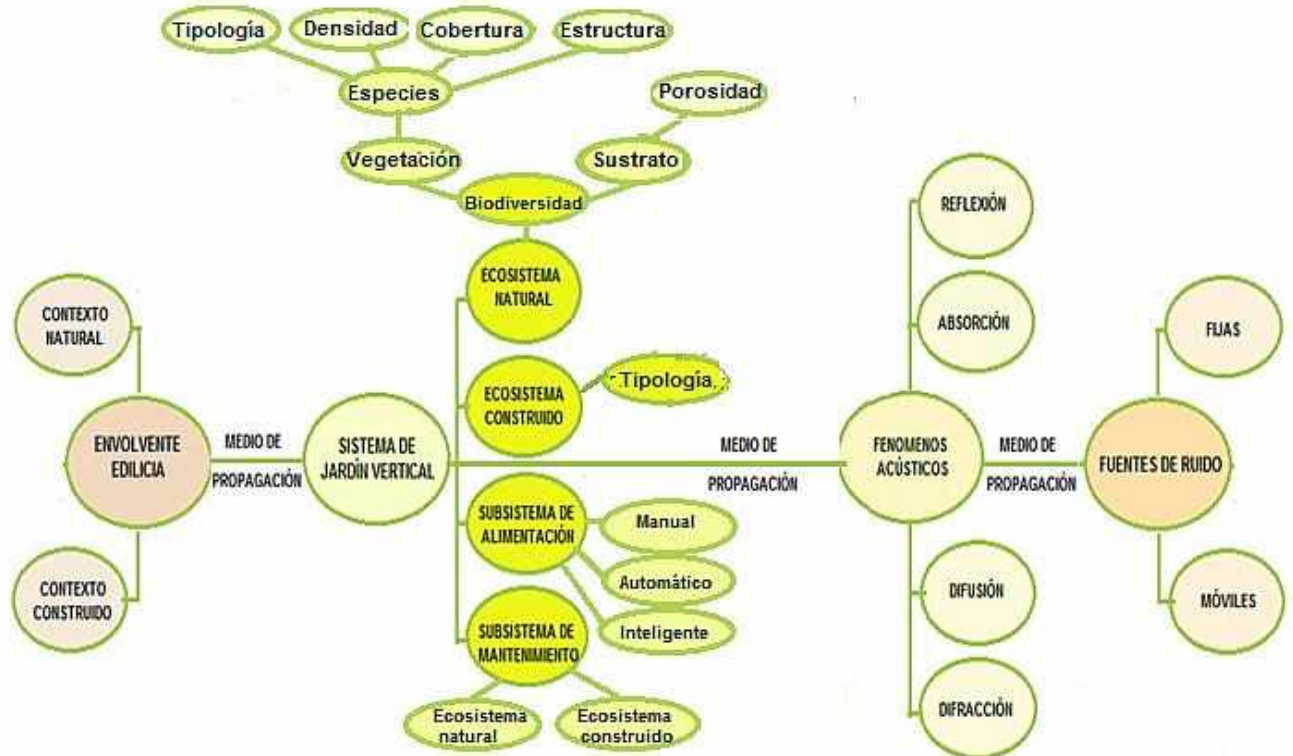 Tipología
Densidad
Cobertura
Estructura
Especies
Porosidad
Vegetación
Sustrato
Biodiversidad
ECOSISTEMA
NATURAL
ECOSISTEMA
CONSTRUIDO
Tipología
CONTEXTO
NATURAL
ENVOLVENTE
EDILICIA
CONTEXTO
CONSTRUIDO
MEDIO DE
PROPAGACIÓN
SISTEMA DE
JARDÍN VERTICAL
SUBSISTEMA DE
ALIMENTACIÓN
Manual
Automático
Inteligente
SUBSISTEMA DE
MANTENIMIENTO
Ecosistema
natural
Ecosistema
construido
MEDIO DE
PROPAGACIÓN
REFLEXIÓN
ABSORCIÓN
FENOMENOS
ACÚSTICOS
DIFUSIÓN
DIFRACCIÓN
MEDIO DE
PROPAGACIÓN
FIJAS
FUENTES DE RUIDO
MÓVILES